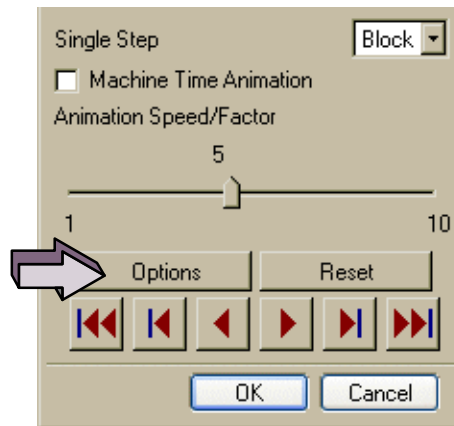 Single Step Block
Machine Time Animation
Animation Speed/Factor
5
1 10
Options Reset
OK Cancel